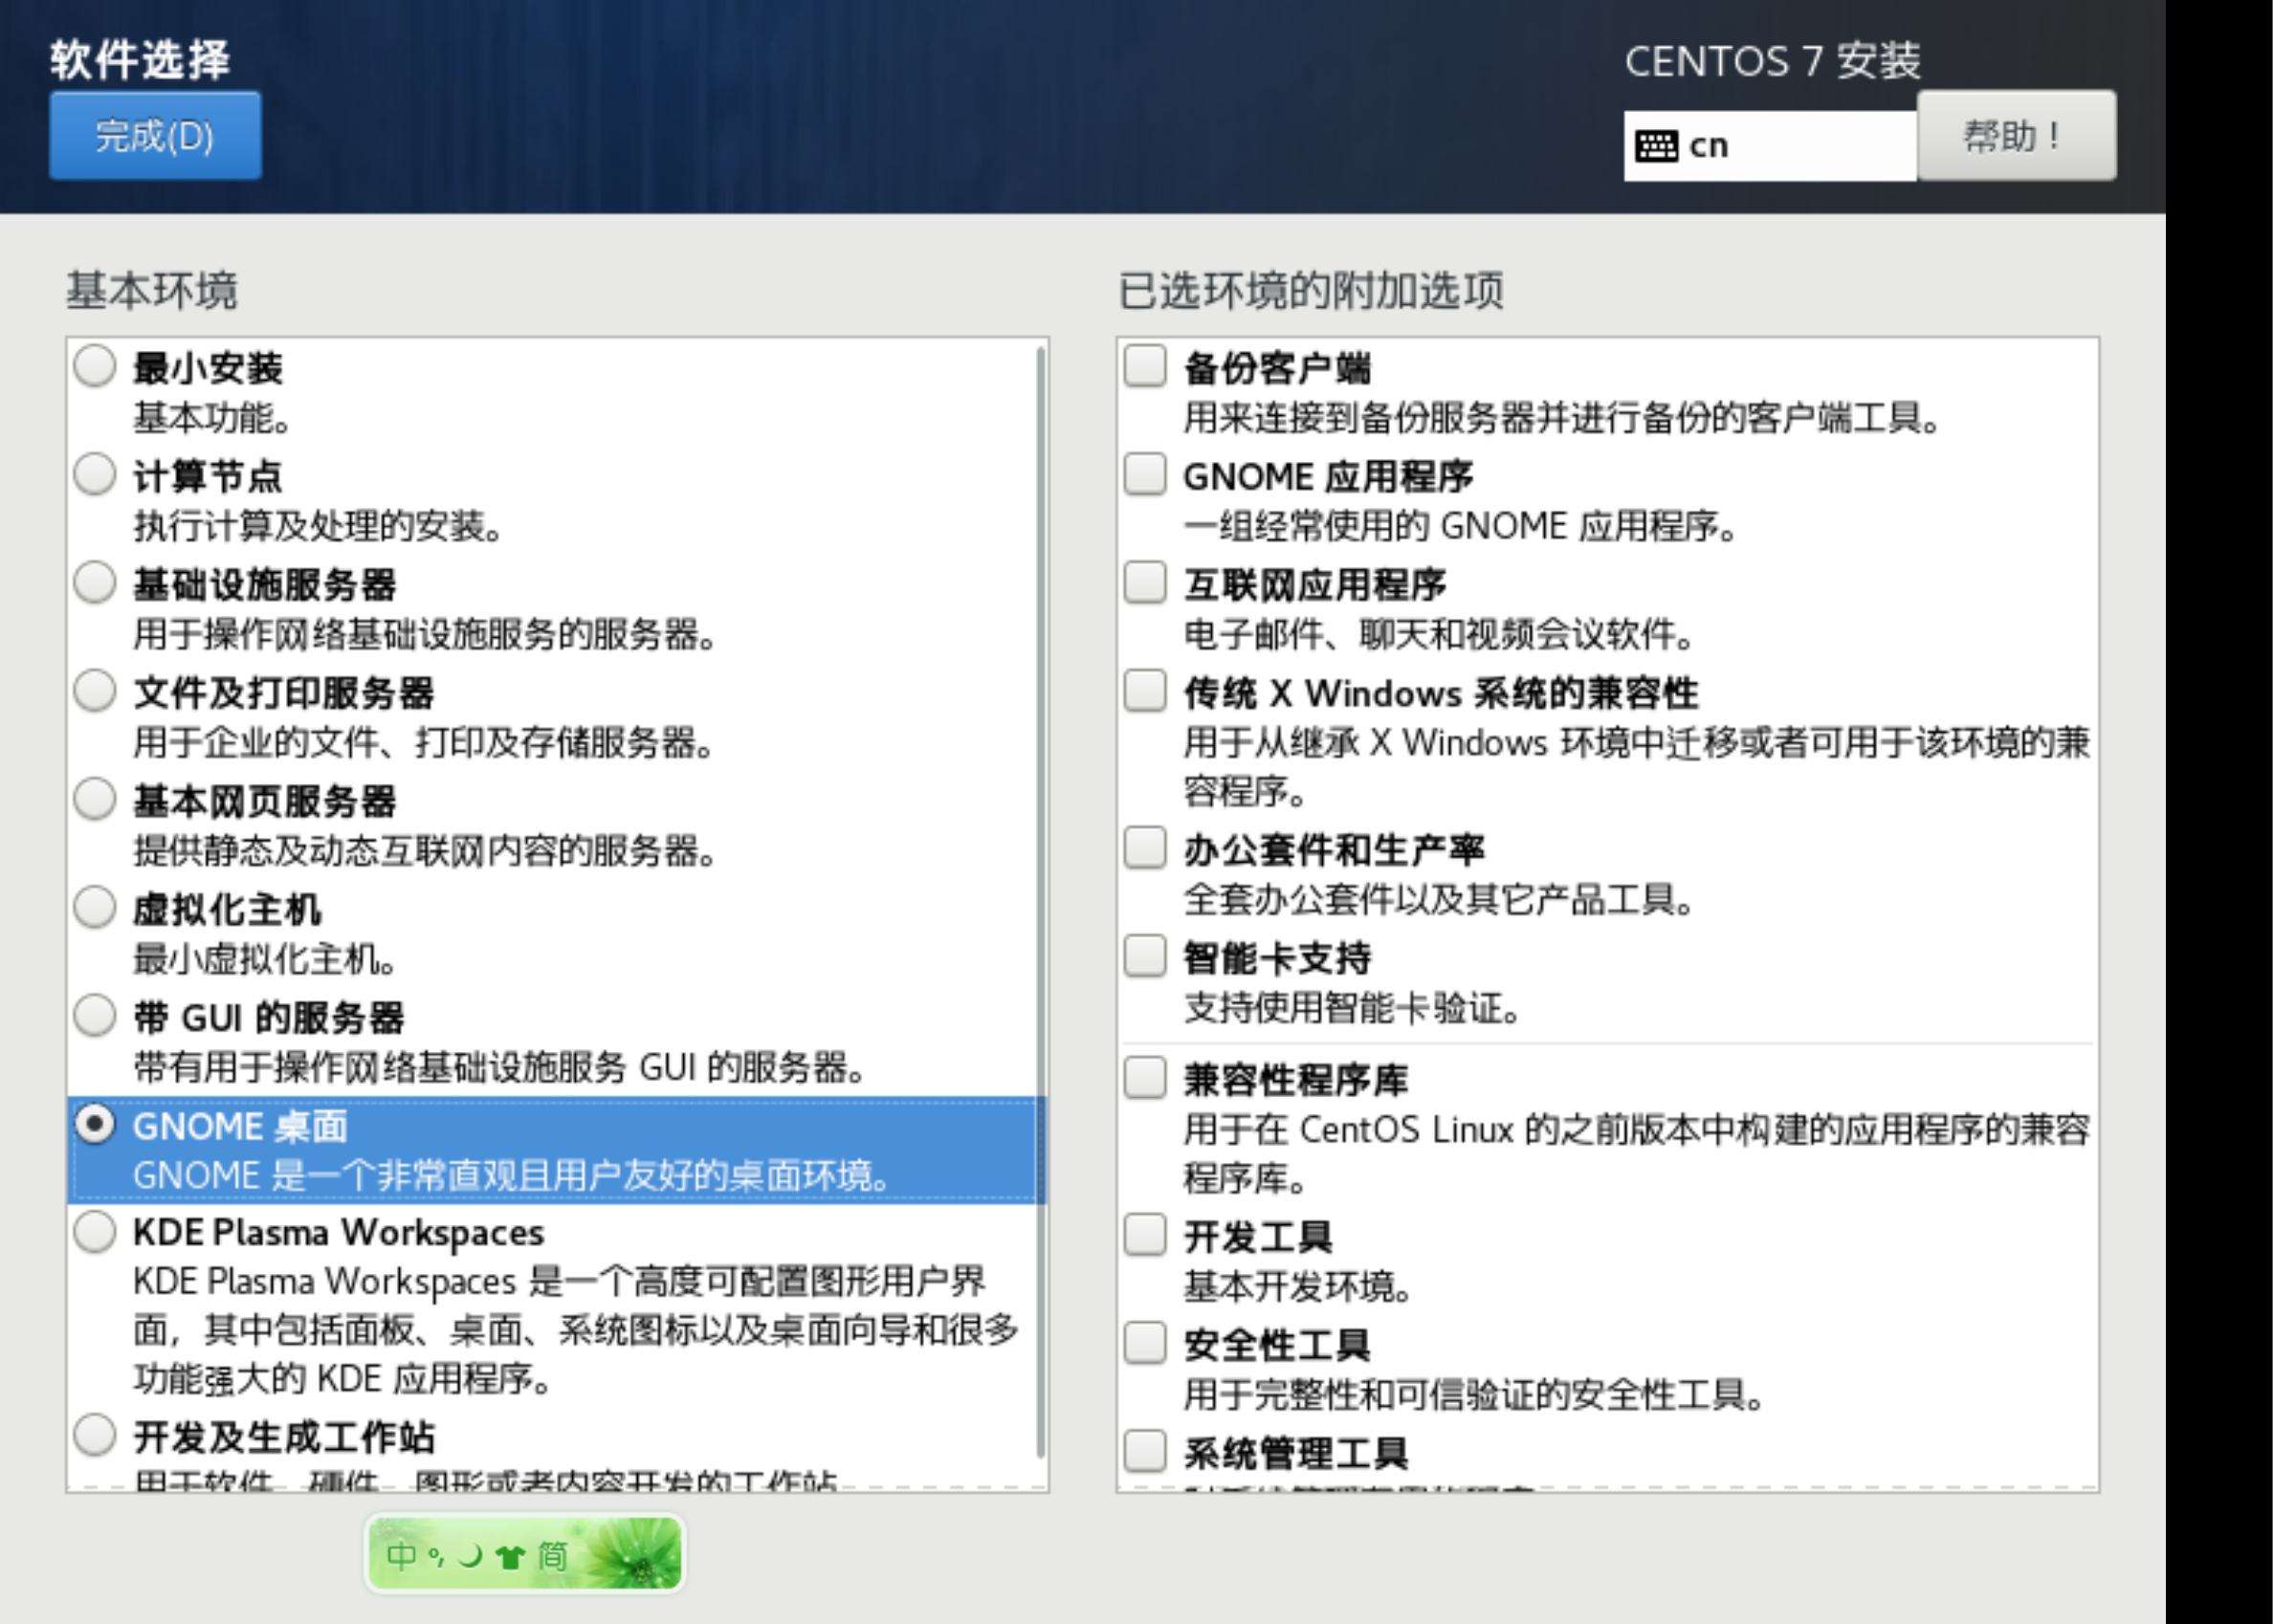 软件选择
完成(D)
CENTOS 7 安装
cn
帮助！
基本环境
最小安装
基本功能。
计算节点
执行计算及处理的安装。
基础设施服务器
用于操作网络基础设施服务的服务器。
文件及打印服务器
用于企业的文件、打印及存储服务器。
基本网页服务器
提供静态及动态互联网内容的服务器。
虚拟化主机
最小虚拟化主机。
带 GUI 的服务器
带有用于操作网络基础设施服务 GUI 的服务器。
GNOME 桌面
GNOME 是一个非常直观且用户友好的桌面环境。
KDE Plasma Workspaces
KDE Plasma Workspaces 是一个高度可配置图形用户界
面，其中包括面板、桌面、系统图标以及桌面向导和很多
功能强大的 KDE 应用程序。
开发及生成工作站
用于软件、硬件、图形或者内容开发的工作站
已选环境的附加选项
备份客户端
用来连接到备份服务器并进行备份的客户端工具。
GNOME 应用程序
一组经常使用的 GNOME 应用程序。
互联网应用程序
电子邮件、聊天和视频会议软件。
传统 X Windows 系统的兼容性
用于从继承 X Windows 环境中迁移或者可用于该环境的兼
容程序。
办公套件和生产率
全套办公套件以及其它产品工具。
智能卡支持
支持使用智能卡验证。
兼容性程序库
用于在 CentOS Linux 的之前版本中构建的应用程序的兼容
程序库。
开发工具
基本开发环境。
安全性工具
用于完整性和可信验证的安全性工具。
系统管理工具
中 °, 简